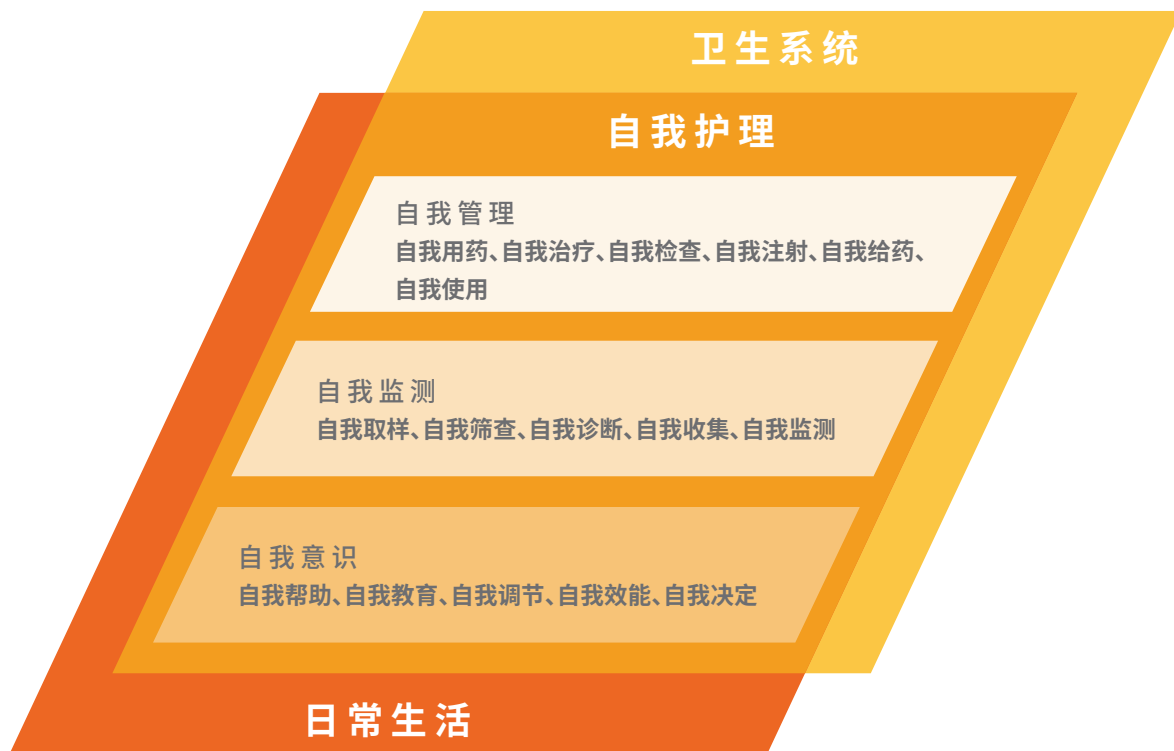 卫生系统
自我护理
自我管理
自我用药、自我治疗、自我检查、自我注射、自我给药、
自我使用
自我监测
自我取样、自我筛查、自我诊断、自我收集、自我监测
自我意识
自我帮助、自我教育、自我调节、自我效能、自我决定
日常生活